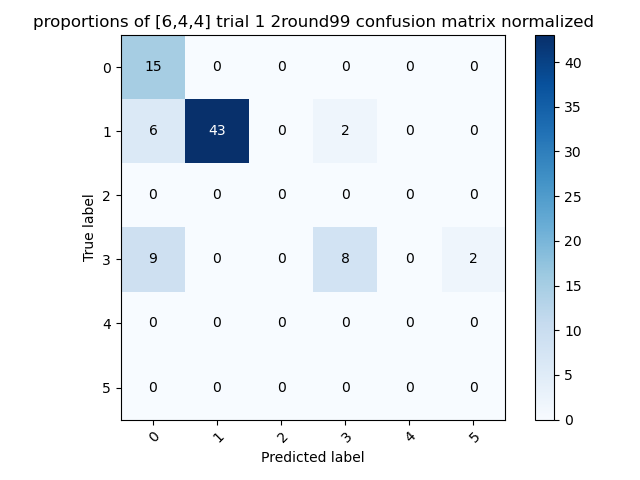 proportions of [6,4,4] trial 1 2round99 confusion matrix normalized
0 15 0 0 0 0 0
1 6 43 0 2 0 0
2 0 0 0 0 0 0
3 9 0 0 8 0 2
4 0 0 0 0 0 0
5 0 0 0 0 0 0
0 1 2 3 4 5
True label
Predicted label
40
35
30
25
20
15
10
5
0